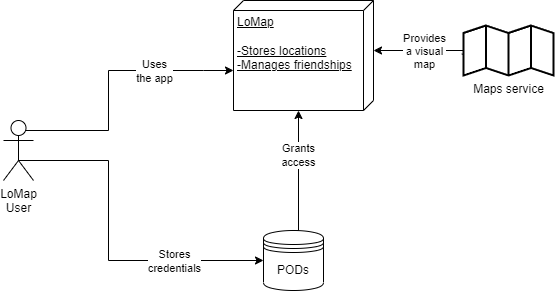 LoMap
-Stores locations
-Manages friendships
Provides
a visual
map
Maps service
Uses
the app
LoMap
User
Grants
access
Stores
credentials
PODs